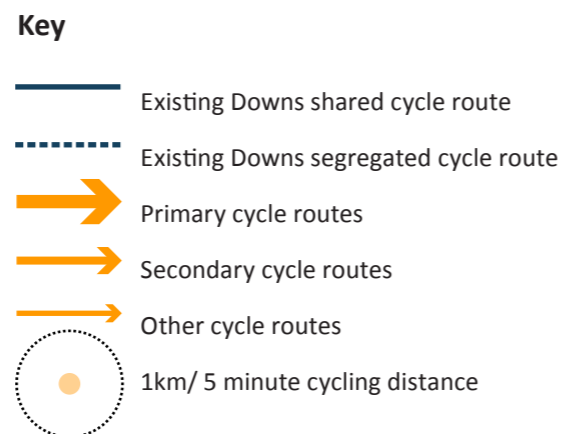 Key
Existing Downs shared cycle route
Existing Downs segregated cycle route
Primary cycle routes
Secondary cycle routes
Other cycle routes
1km/ 5 minute cycling distance